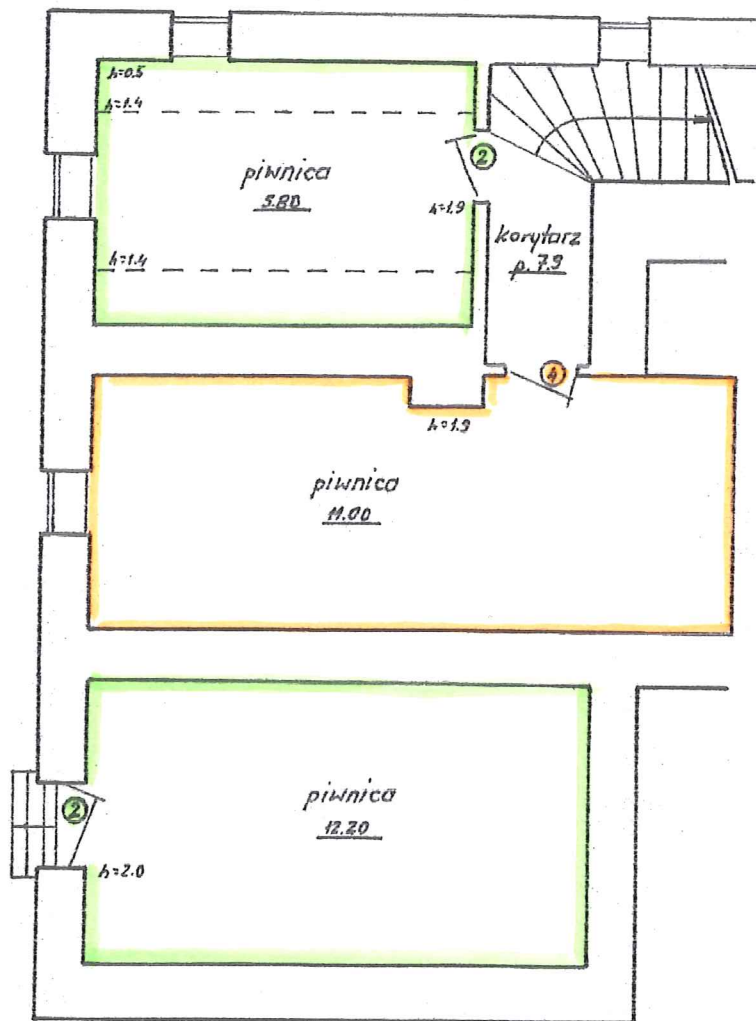 h=0.5
h=1.4
piwnica
5.80
2
h=1.9
h=1.4
korytarz
p. 7.9
4
h=1.9
piwnica
11.00
piwnica
12.20
2
h=2.0